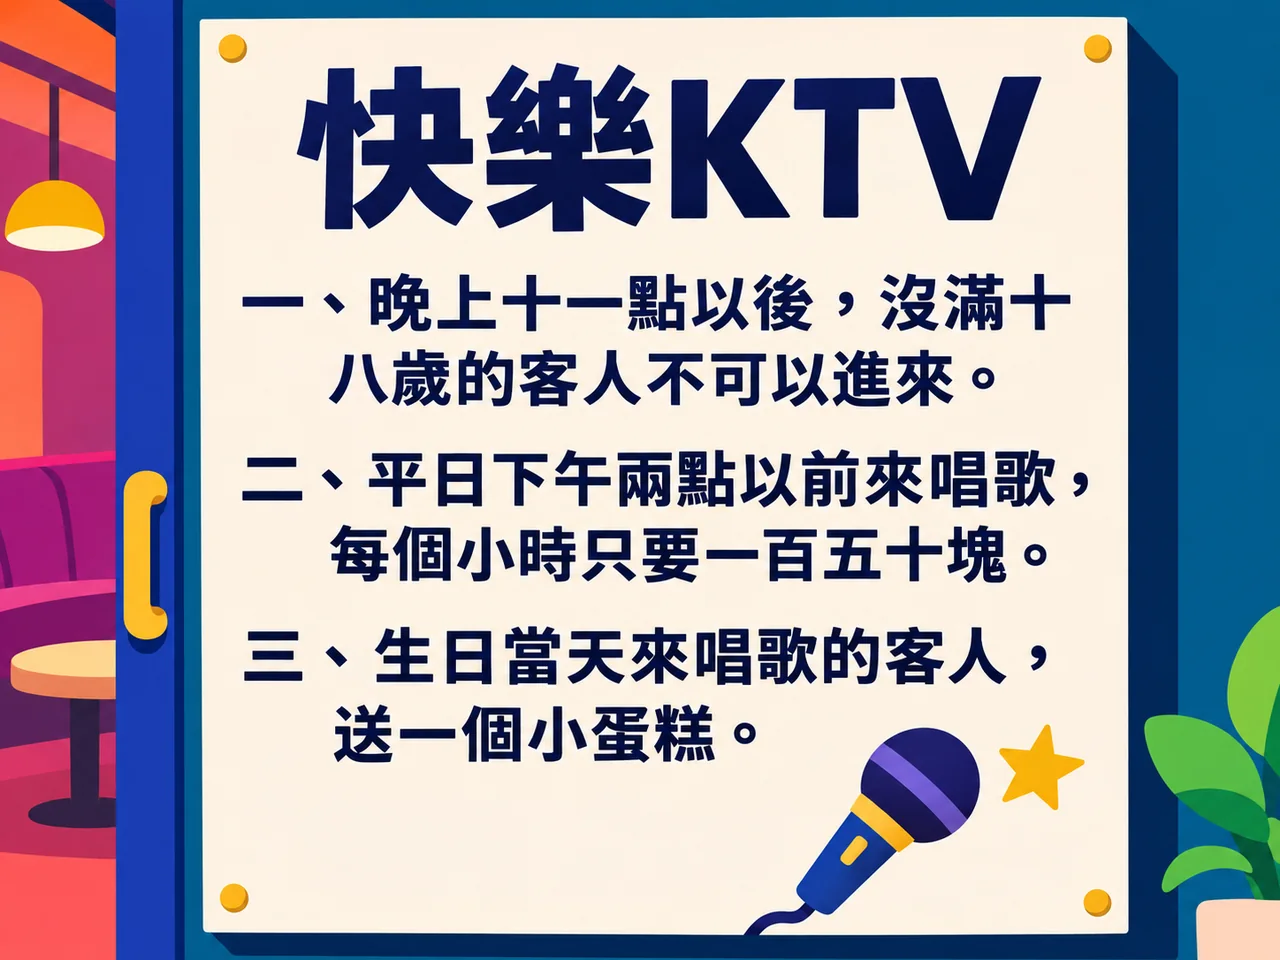 快樂KTV
一、晚上十一點以後，沒滿十
八歲的客人不可以進來。
二、平日下午兩點以前來唱歌，
每個小時只要一百五十塊。
三、生日當天來唱歌的客人，
送一個小蛋糕。